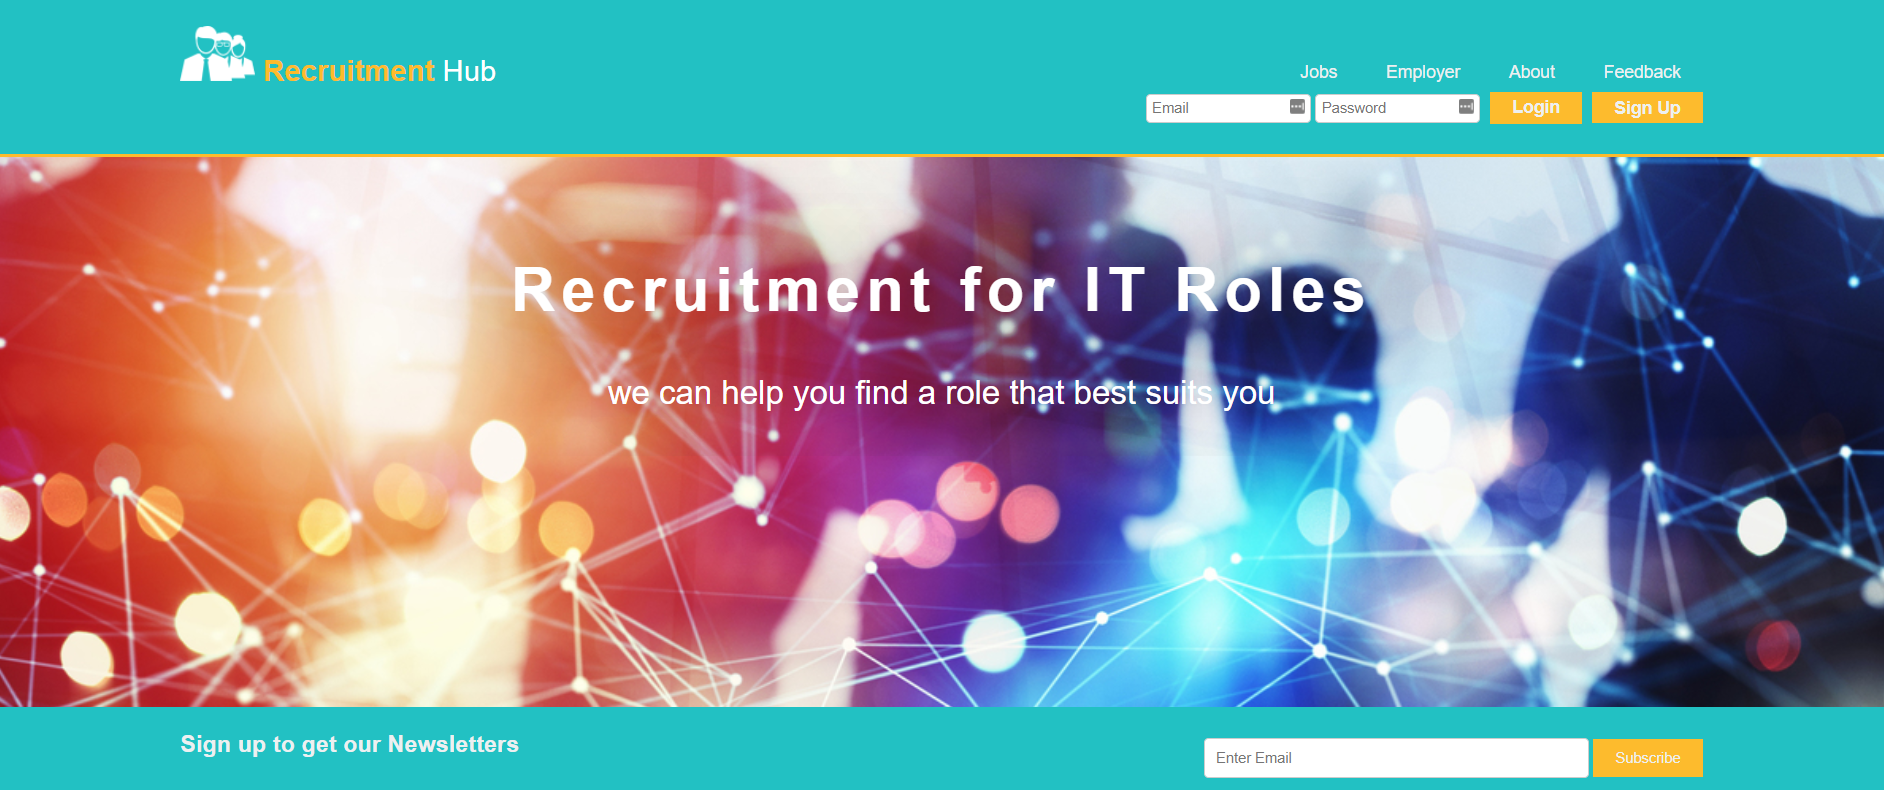 Recruitment Hub
Jobs Employer About Feedback
Email Password Login Sign Up
Recruitment for IT Roles
we can help you find a role that best suits you
Sign up to get our Newsletters
Enter Email Subscribe